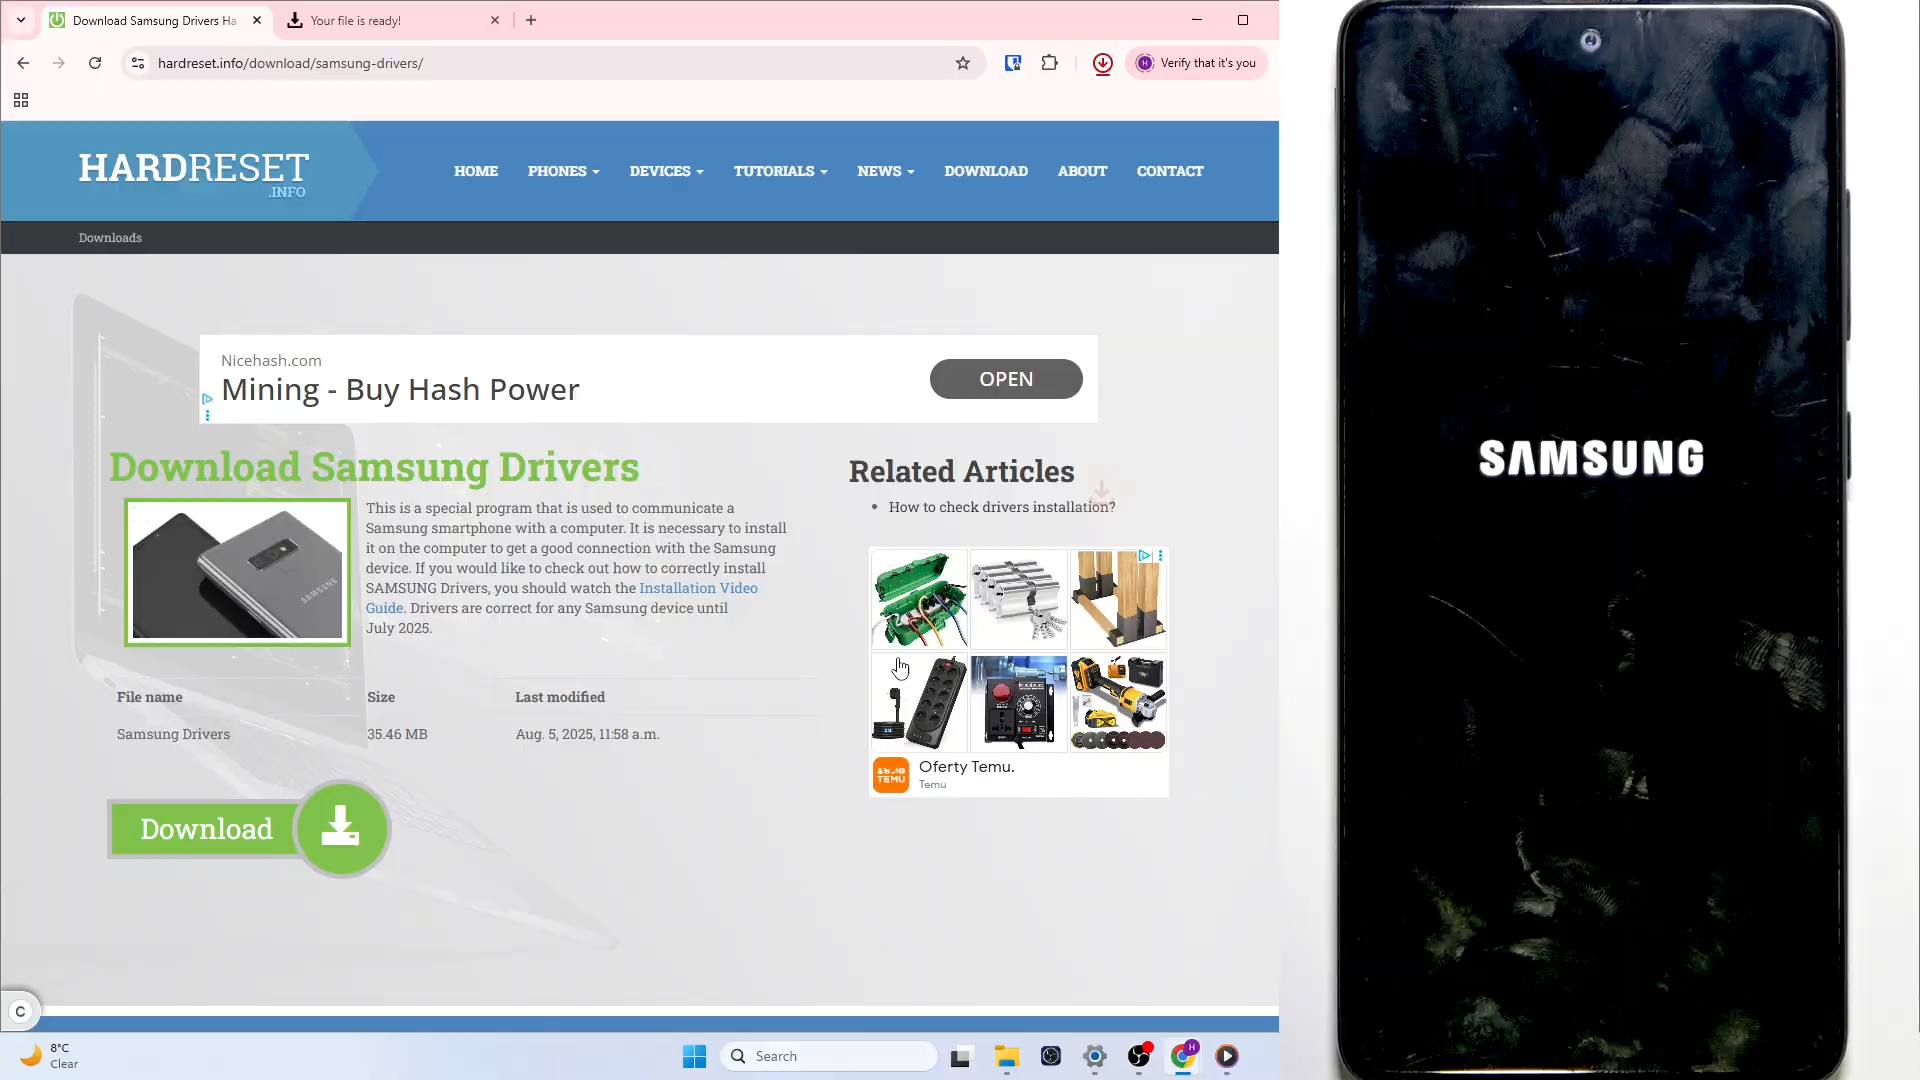 Download Samsung Drivers Ha
Your file is ready!
hardreset.info/download/samsung-drivers/
H
Verify that it's you
HARDRESET
.INFO
HOME
PHONES
DEVICES
TUTORIALS
NEWS
DOWNLOAD
ABOUT
CONTACT
Downloads
Nicehash.com
Mining - Buy Hash Power
OPEN
Download Samsung Drivers
SAMSUNG
This is a special program that is used to communicate a
Samsung smartphone with a computer. It is necessary to install
it on the computer to get a good connection with the Samsung
device. If you would like to check out how to correctly install
SAMSUNG Drivers, you should watch the Installation Video
Guide. Drivers are correct for any Samsung device until
July 2025.
Related Articles
How to check drivers installation?
TEMU
Oferty Temu.
Temu
File name
Size
Last modified
Samsung Drivers
35.46 MB
Aug. 5, 2025, 11:58 a.m.
Download
C
8°C
Clear
Search
H
SAMSUNG